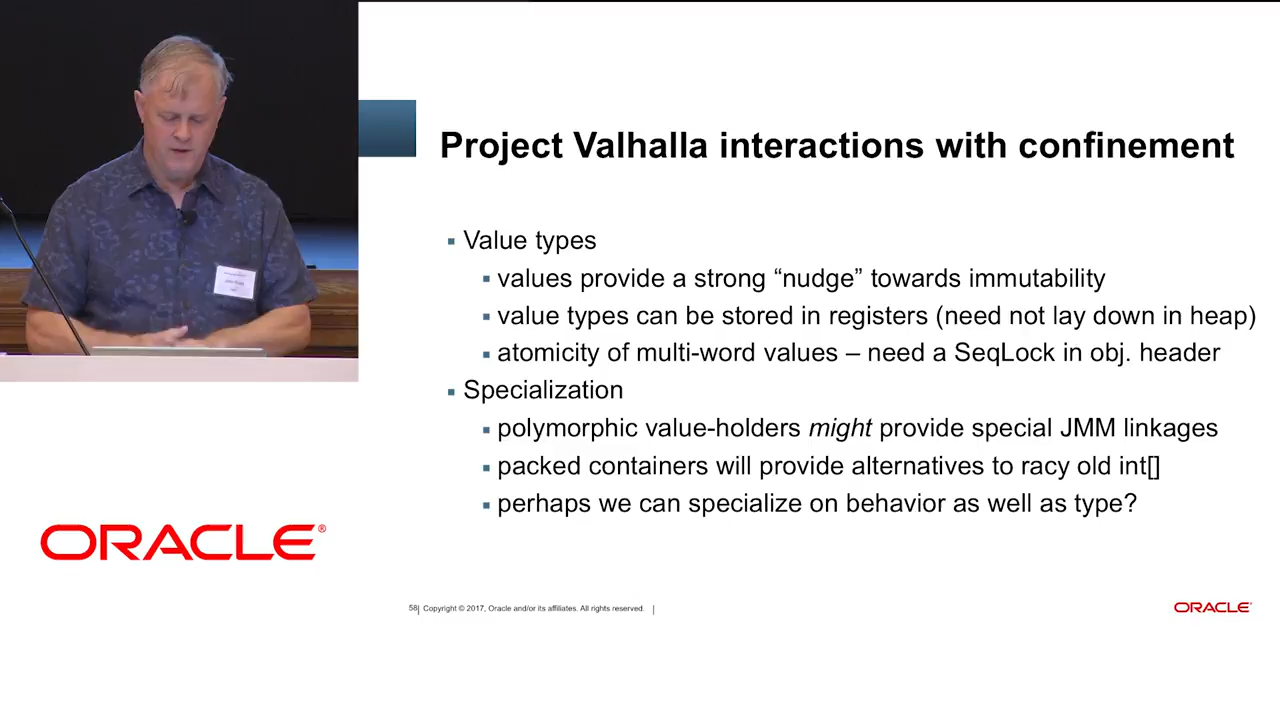 Project Valhalla interactions with confinement
▪ Value types
▪ values provide a strong “nudge” towards immutability
▪ value types can be stored in registers (need not lay down in heap)
▪ atomicity of multi-word values – need a SeqLock in obj. header
▪ Specialization
▪ polymorphic value-holders might provide special JMM linkages
▪ packed containers will provide alternatives to racy old int[]
▪ perhaps we can specialize on behavior as well as type?
ORACLE®
58| Copyright © 2017, Oracle and/or its affiliates. All rights reserved. |
ORACLE®